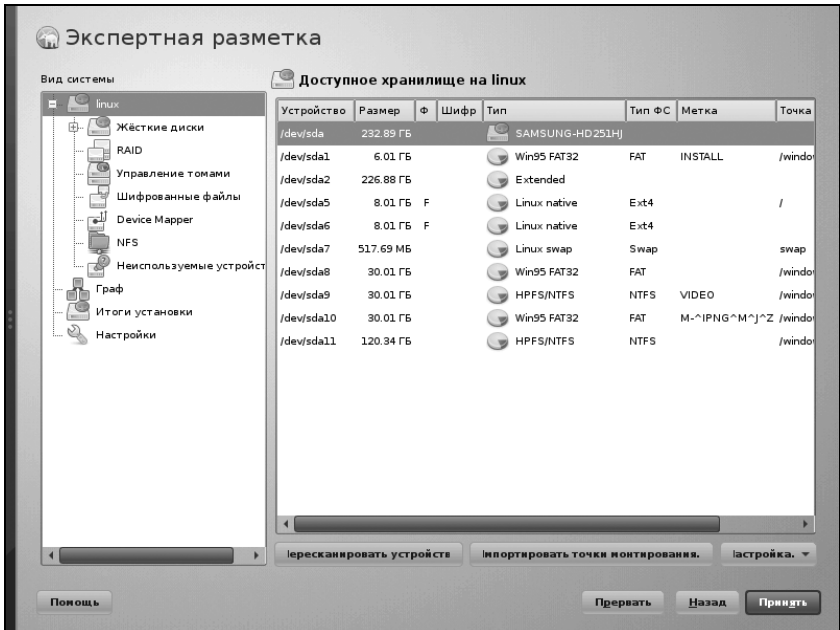 Экспертная разметка
Вид системы
linux
Жёсткие диски
RAID
Управление томами
Шифрованные файлы
Device Mapper
NFS
Неиспользуемые устройст
Граф
Итоги установки
Настройки
Доступное хранилище на linux
Устройство Размер Ф Шифр Тип Тип ФС Метка Точка
/dev/sda 232.89 ГБ SAMSUNG-HD251HJ
/dev/sda1 6.01 ГБ Win95 FAT32 FAT INSTALL /windo
/dev/sda2 226.88 ГБ Extended
/dev/sda5 8.01 ГБ F Linux native Ext4 /
/dev/sda6 8.01 ГБ F Linux native Ext4
/dev/sda7 517.69 МБ Linux swap Swap swap
/dev/sda8 30.01 ГБ Win95 FAT32 FAT /windo
/dev/sda9 30.01 ГБ HPFS/NTFS NTFS VIDEO /windo
/dev/sda10 30.01 ГБ Win95 FAT32 FAT M-^IPNG^M^J^Z /windo
/dev/sda11 120.34 ГБ HPFS/NTFS NTFS /windo
Іересканировать устройств Импортировать точки монтирования. Іастройка.
Помощь Прервать Назад Принять